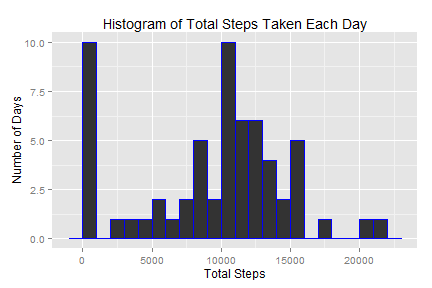 Histogram of Total Steps Taken Each Day
Number of Days
10.0
7.5
5.0
2.5
0.0
0 5000 10000 15000 20000
Total Steps